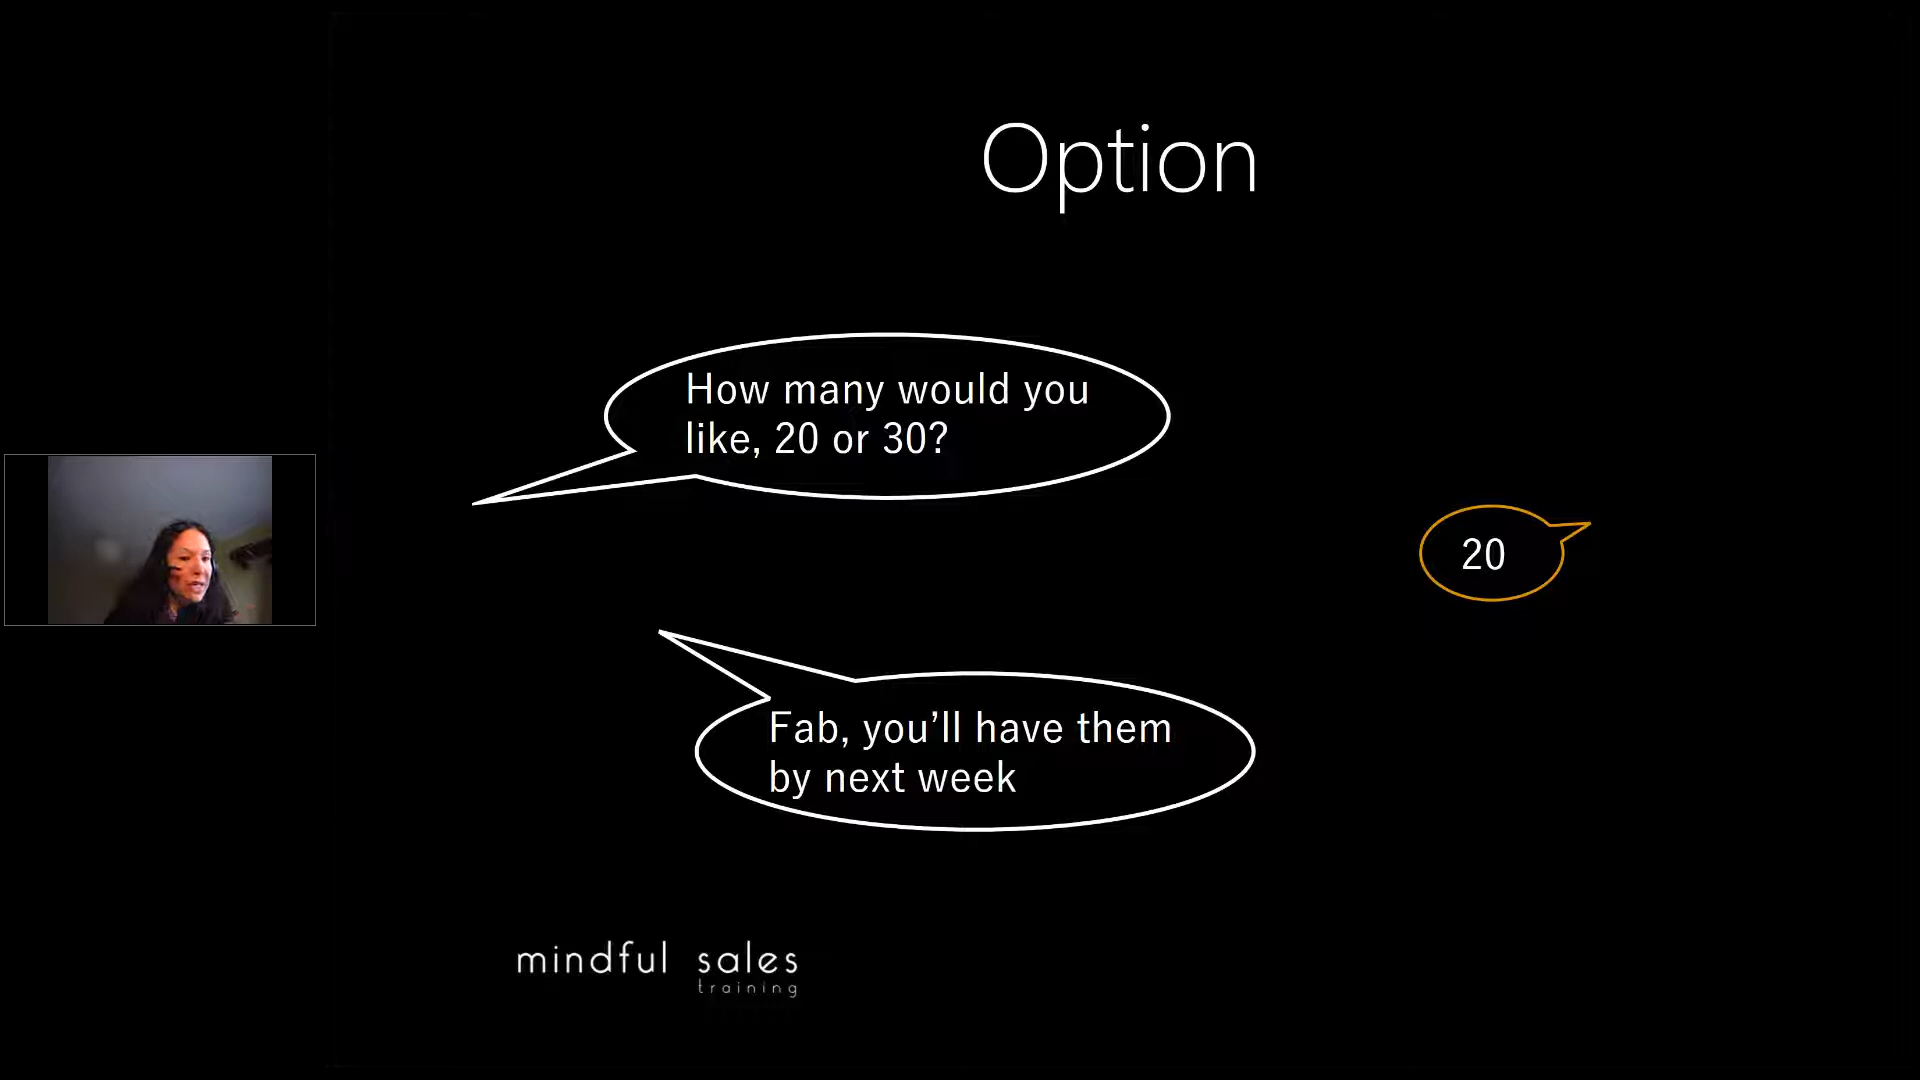 Option
How many would you
like, 20 or 30?
20
Fab, you’ll have them
by next week
mindful sales
training